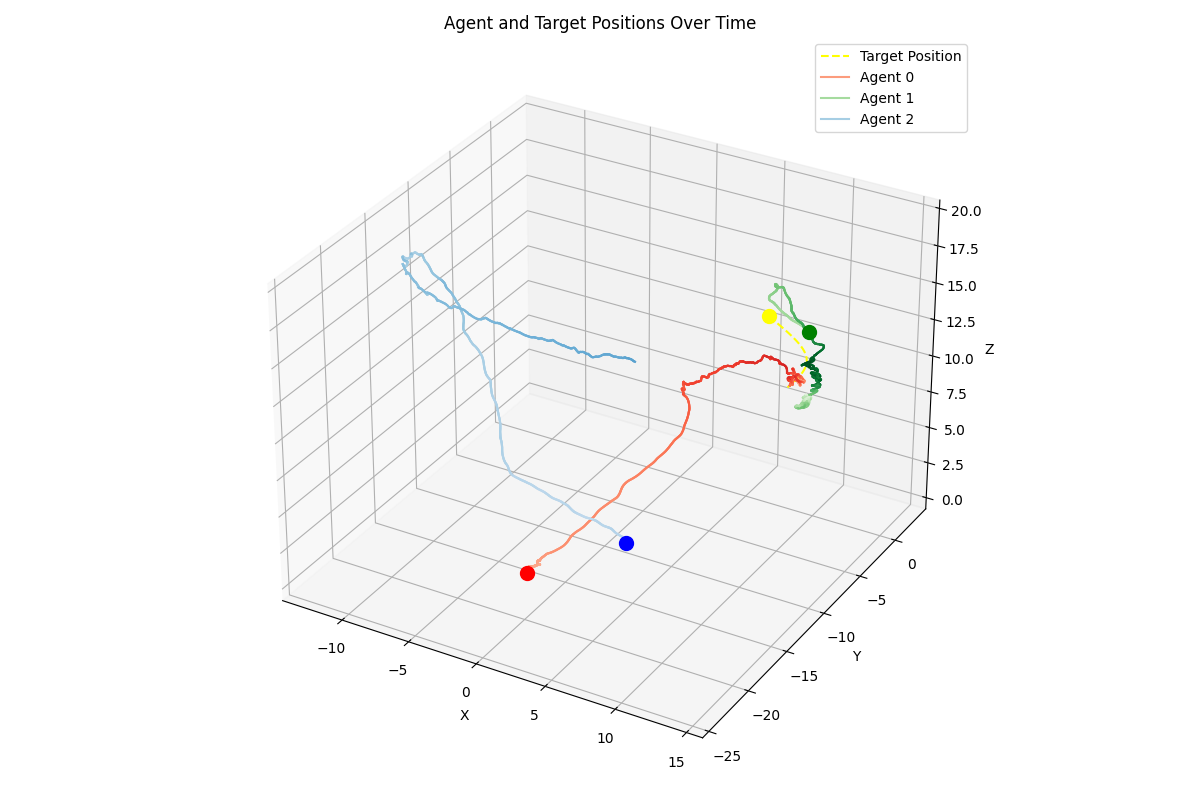 Agent and Target Positions Over Time
Target Position
Agent 0
Agent 1
Agent 2
20.0
17.5
15.0
12.5
Z
10.0
7.5
5.0
2.5
0.0
0
−5
−10
Y
−15
−20
−25
−10
−5
0
X
5
10
15